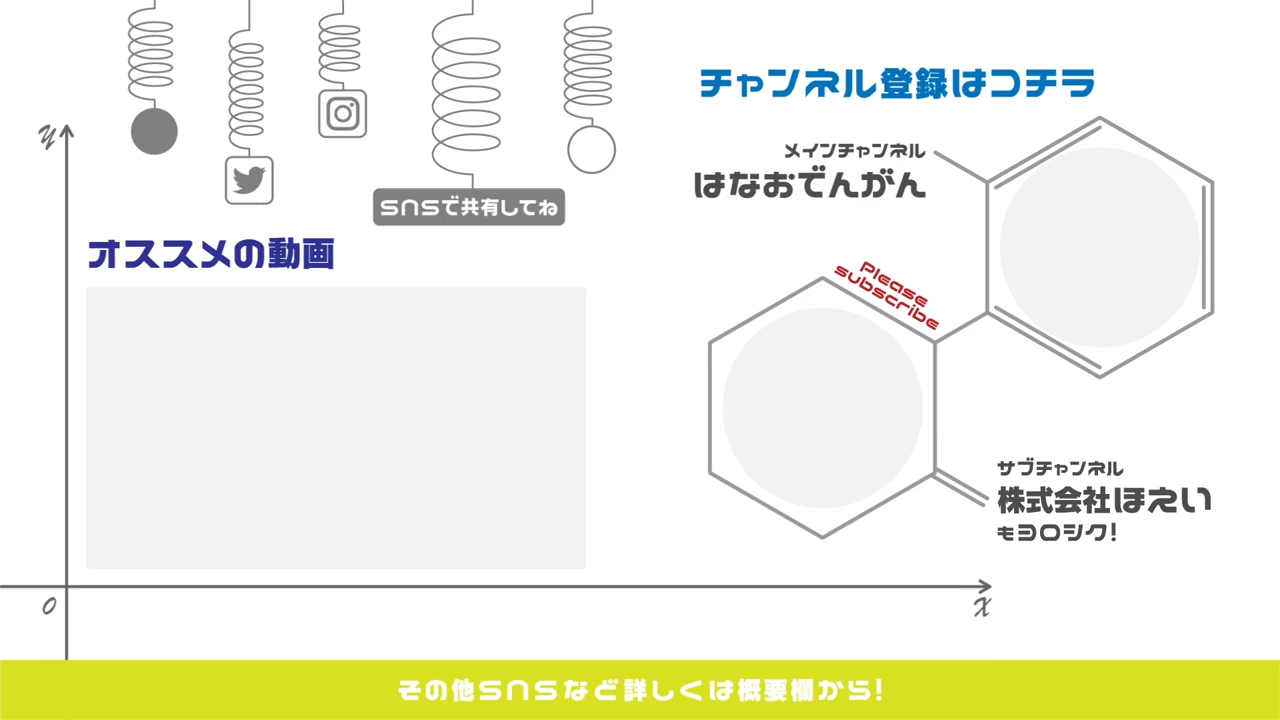 チャンネル登録はコチラ
y
メインチャンネル
はなおでんがん
SNSで共有してね
オススメの動画
Please
subscribe
サブチャンネル
株式会社ほえい
もヨロシク!
O
x
その他SNSなど詳しくは概要欄から!